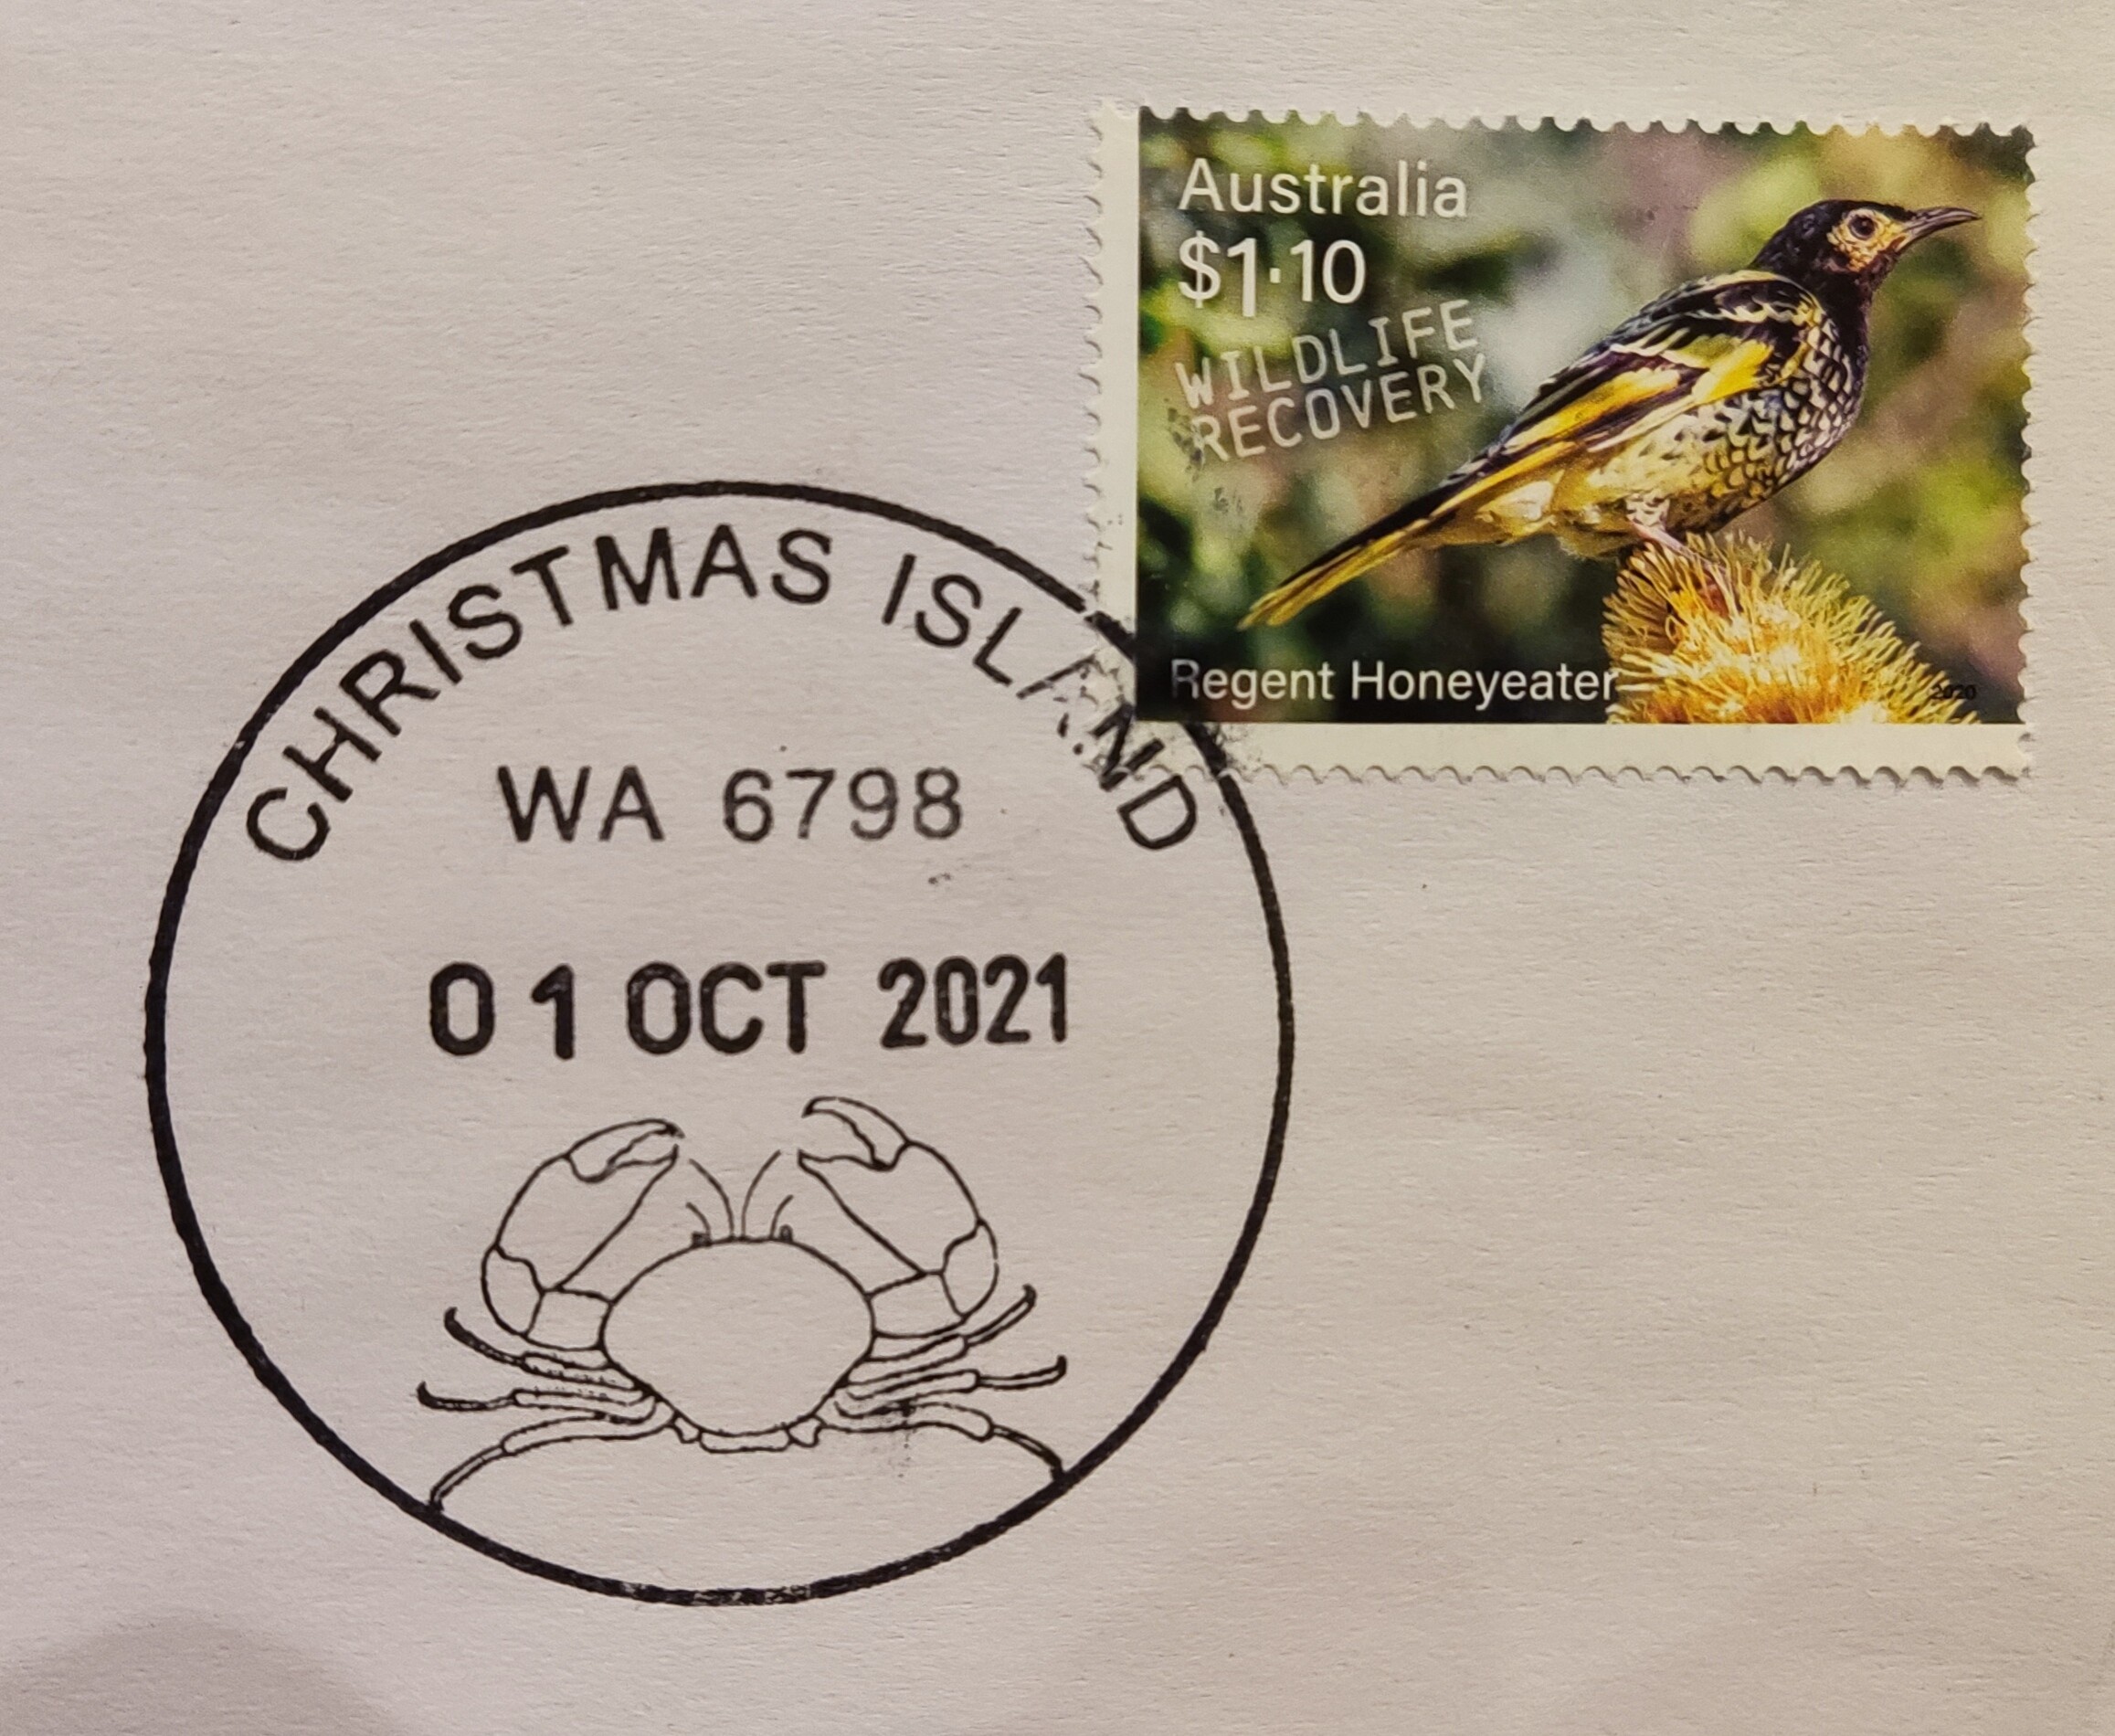 Australia
$1·10
WILDLIFE
RECOVERY
Regent Honeyeater
2020
CHRISTMAS ISLAND
WA 6798
01 OCT 2021